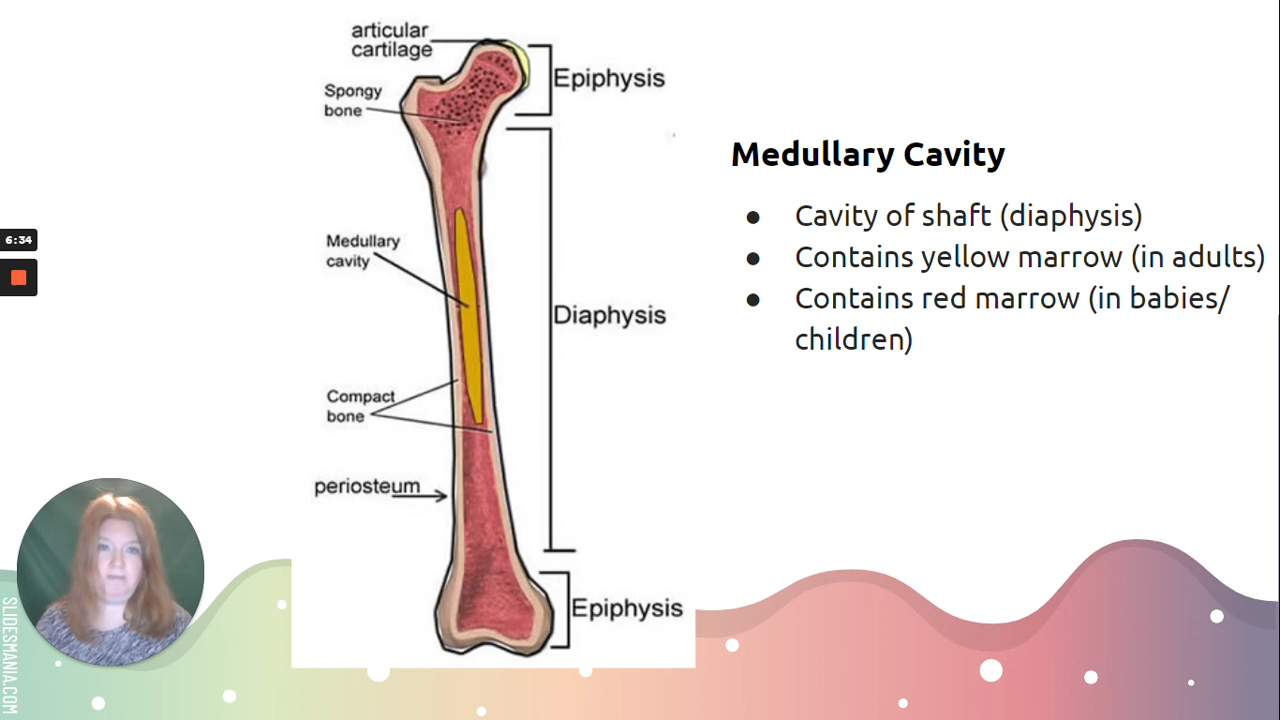 articular
cartilage
Epiphysis
Spongy
bone
Medullary Cavity
● Cavity of shaft (diaphysis)
● Contains yellow marrow (in adults)
● Contains red marrow (in babies/
children)
6:34
Medullary
cavity
Diaphysis
Compact
bone
periosteum
Epiphysis
SLIDESMANIA.COM